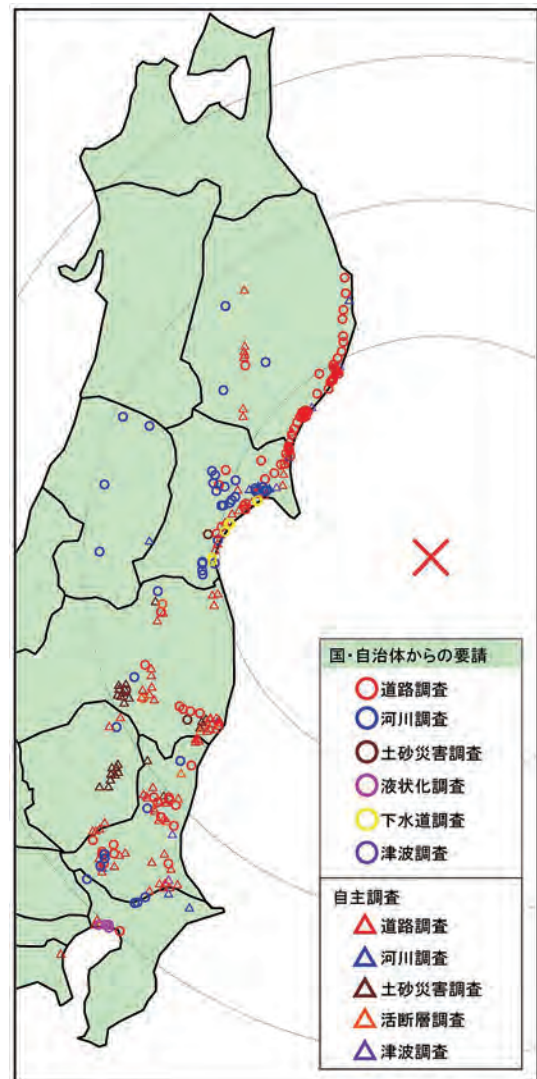 国・自治体からの要請
道路調査
河川調査
土砂災害調査
液状化調査
下水道調査
津波調査
自主調査
道路調査
河川調査
土砂災害調査
活断層調査
津波調査